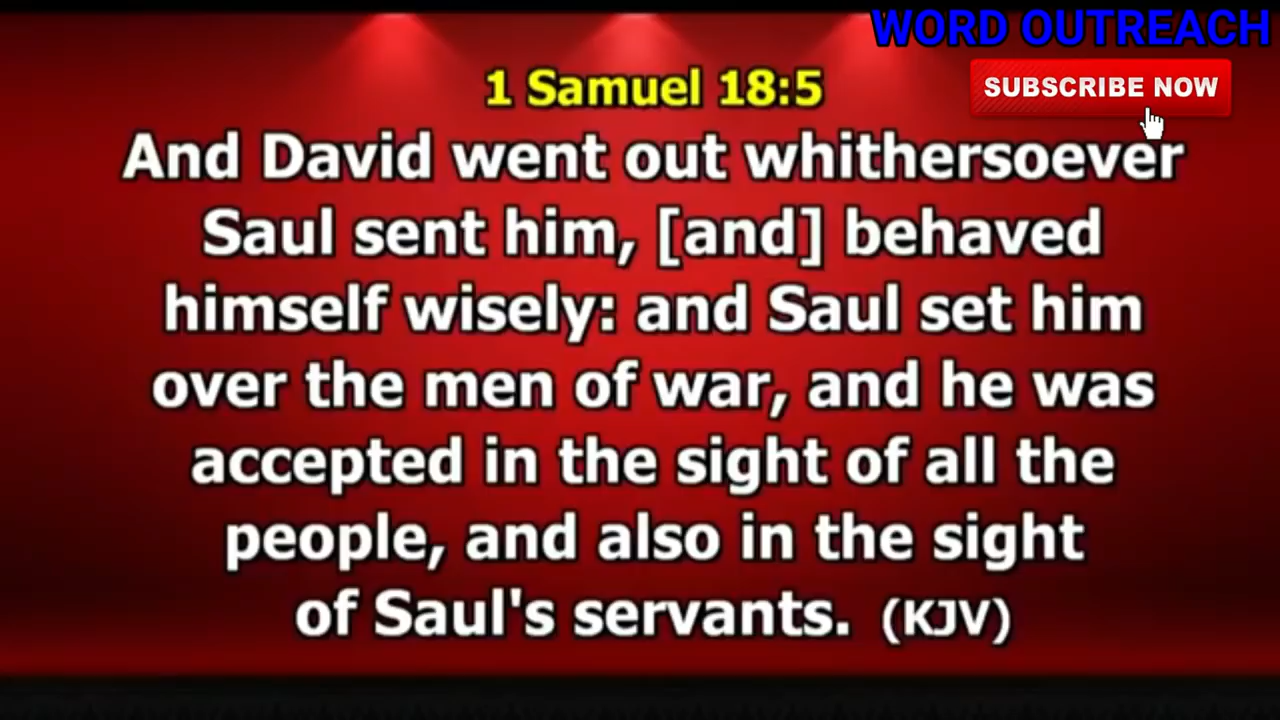 WORD OUTREACH
SUBSCRIBE NOW
1 Samuel 18:5
And David went out whithersoever
Saul sent him, [and] behaved
himself wisely: and Saul set him
over the men of war, and he was
accepted in the sight of all the
people, and also in the sight
of Saul's servants. (KJV)